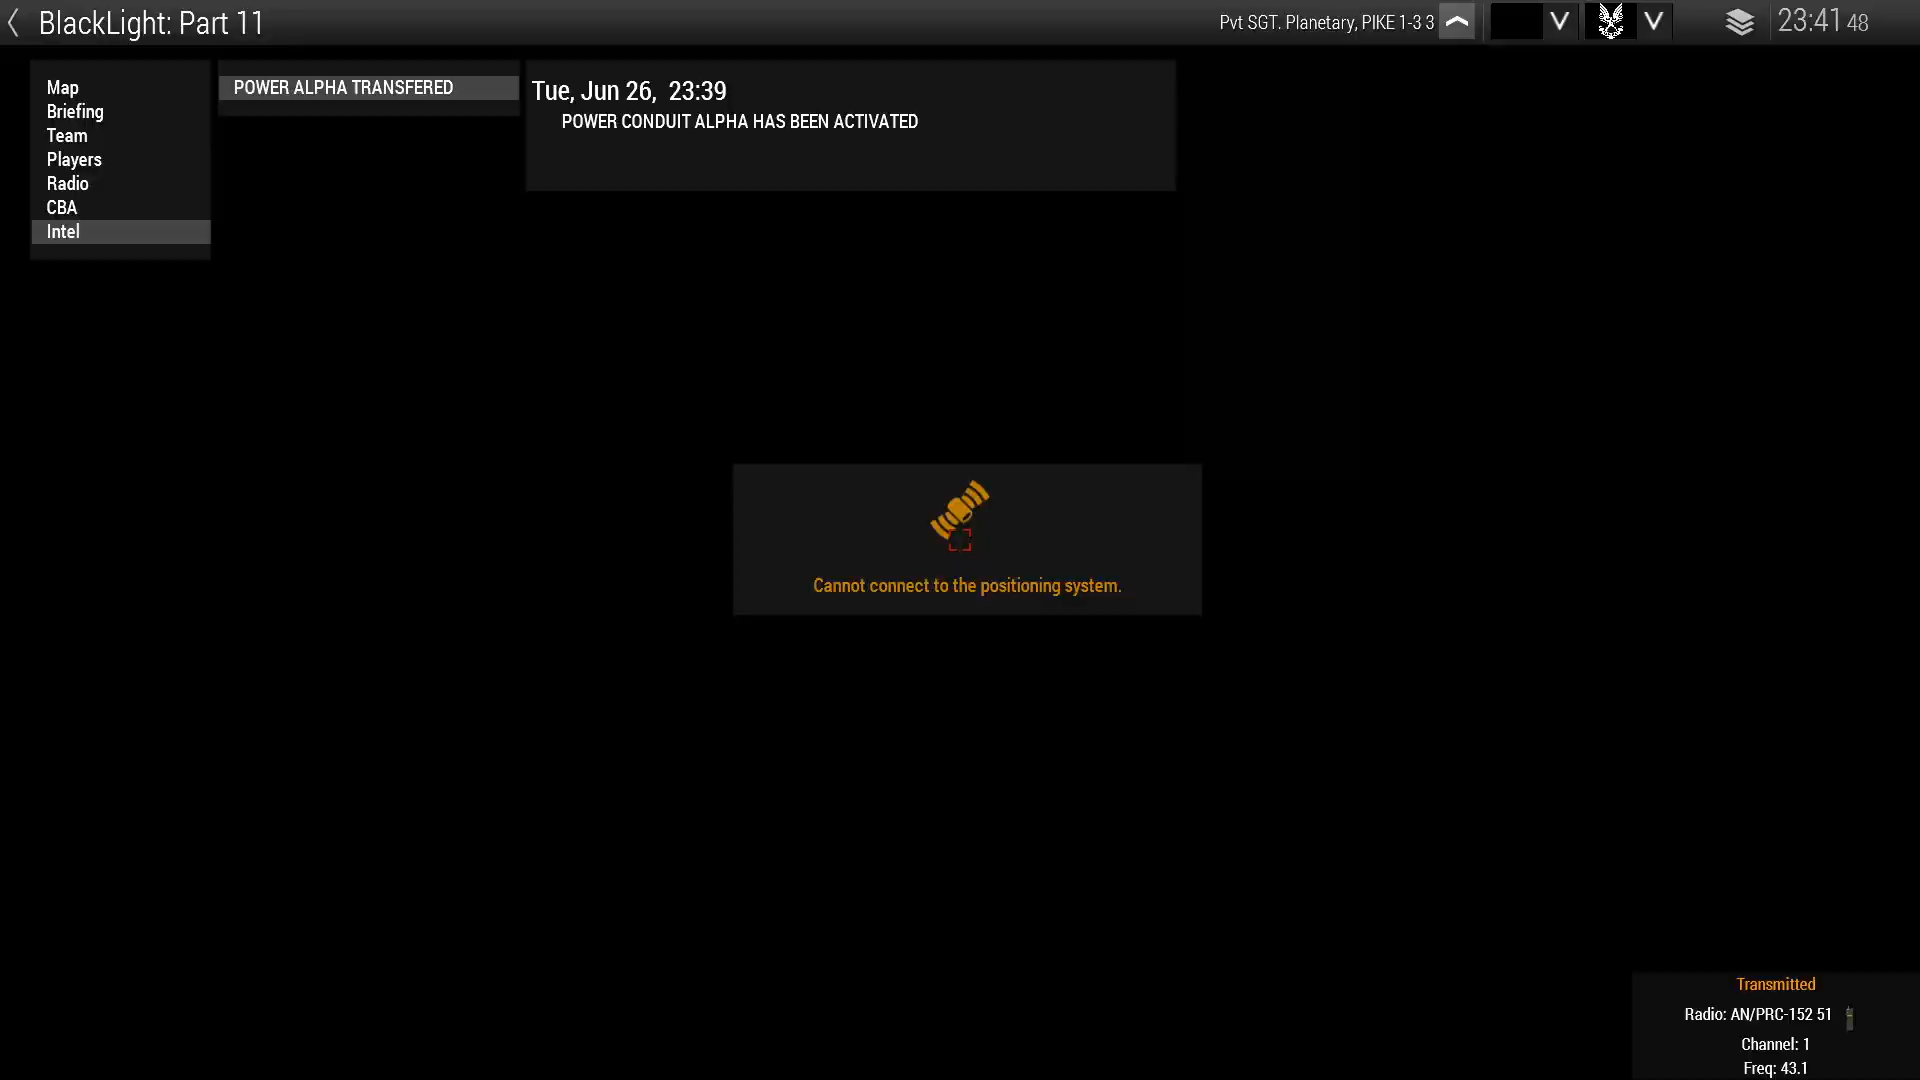 BlackLight: Part 11
Pvt SGT. Planetary, PIKE 1-3 3
23:41 48
Map
Briefing
Team
Players
Radio
CBA
Intel
POWER ALPHA TRANSFERED
Tue, Jun 26, 23:39
POWER CONDUIT ALPHA HAS BEEN ACTIVATED
Cannot connect to the positioning system.
Transmitted
Radio: AN/PRC-152 51
Channel: 1
Freq: 43.1